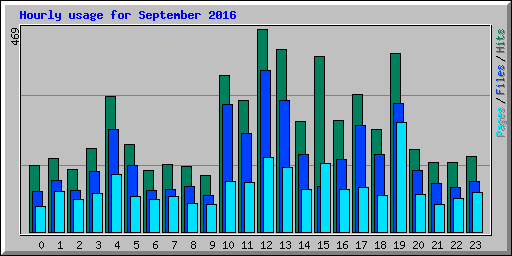 Hourly usage for September 2016
469
Pages/Files/Hits
0 1 2 3 4 5 6 7 8 9 10 11 12 13 14 15 16 17 18 19 20 21 22 23